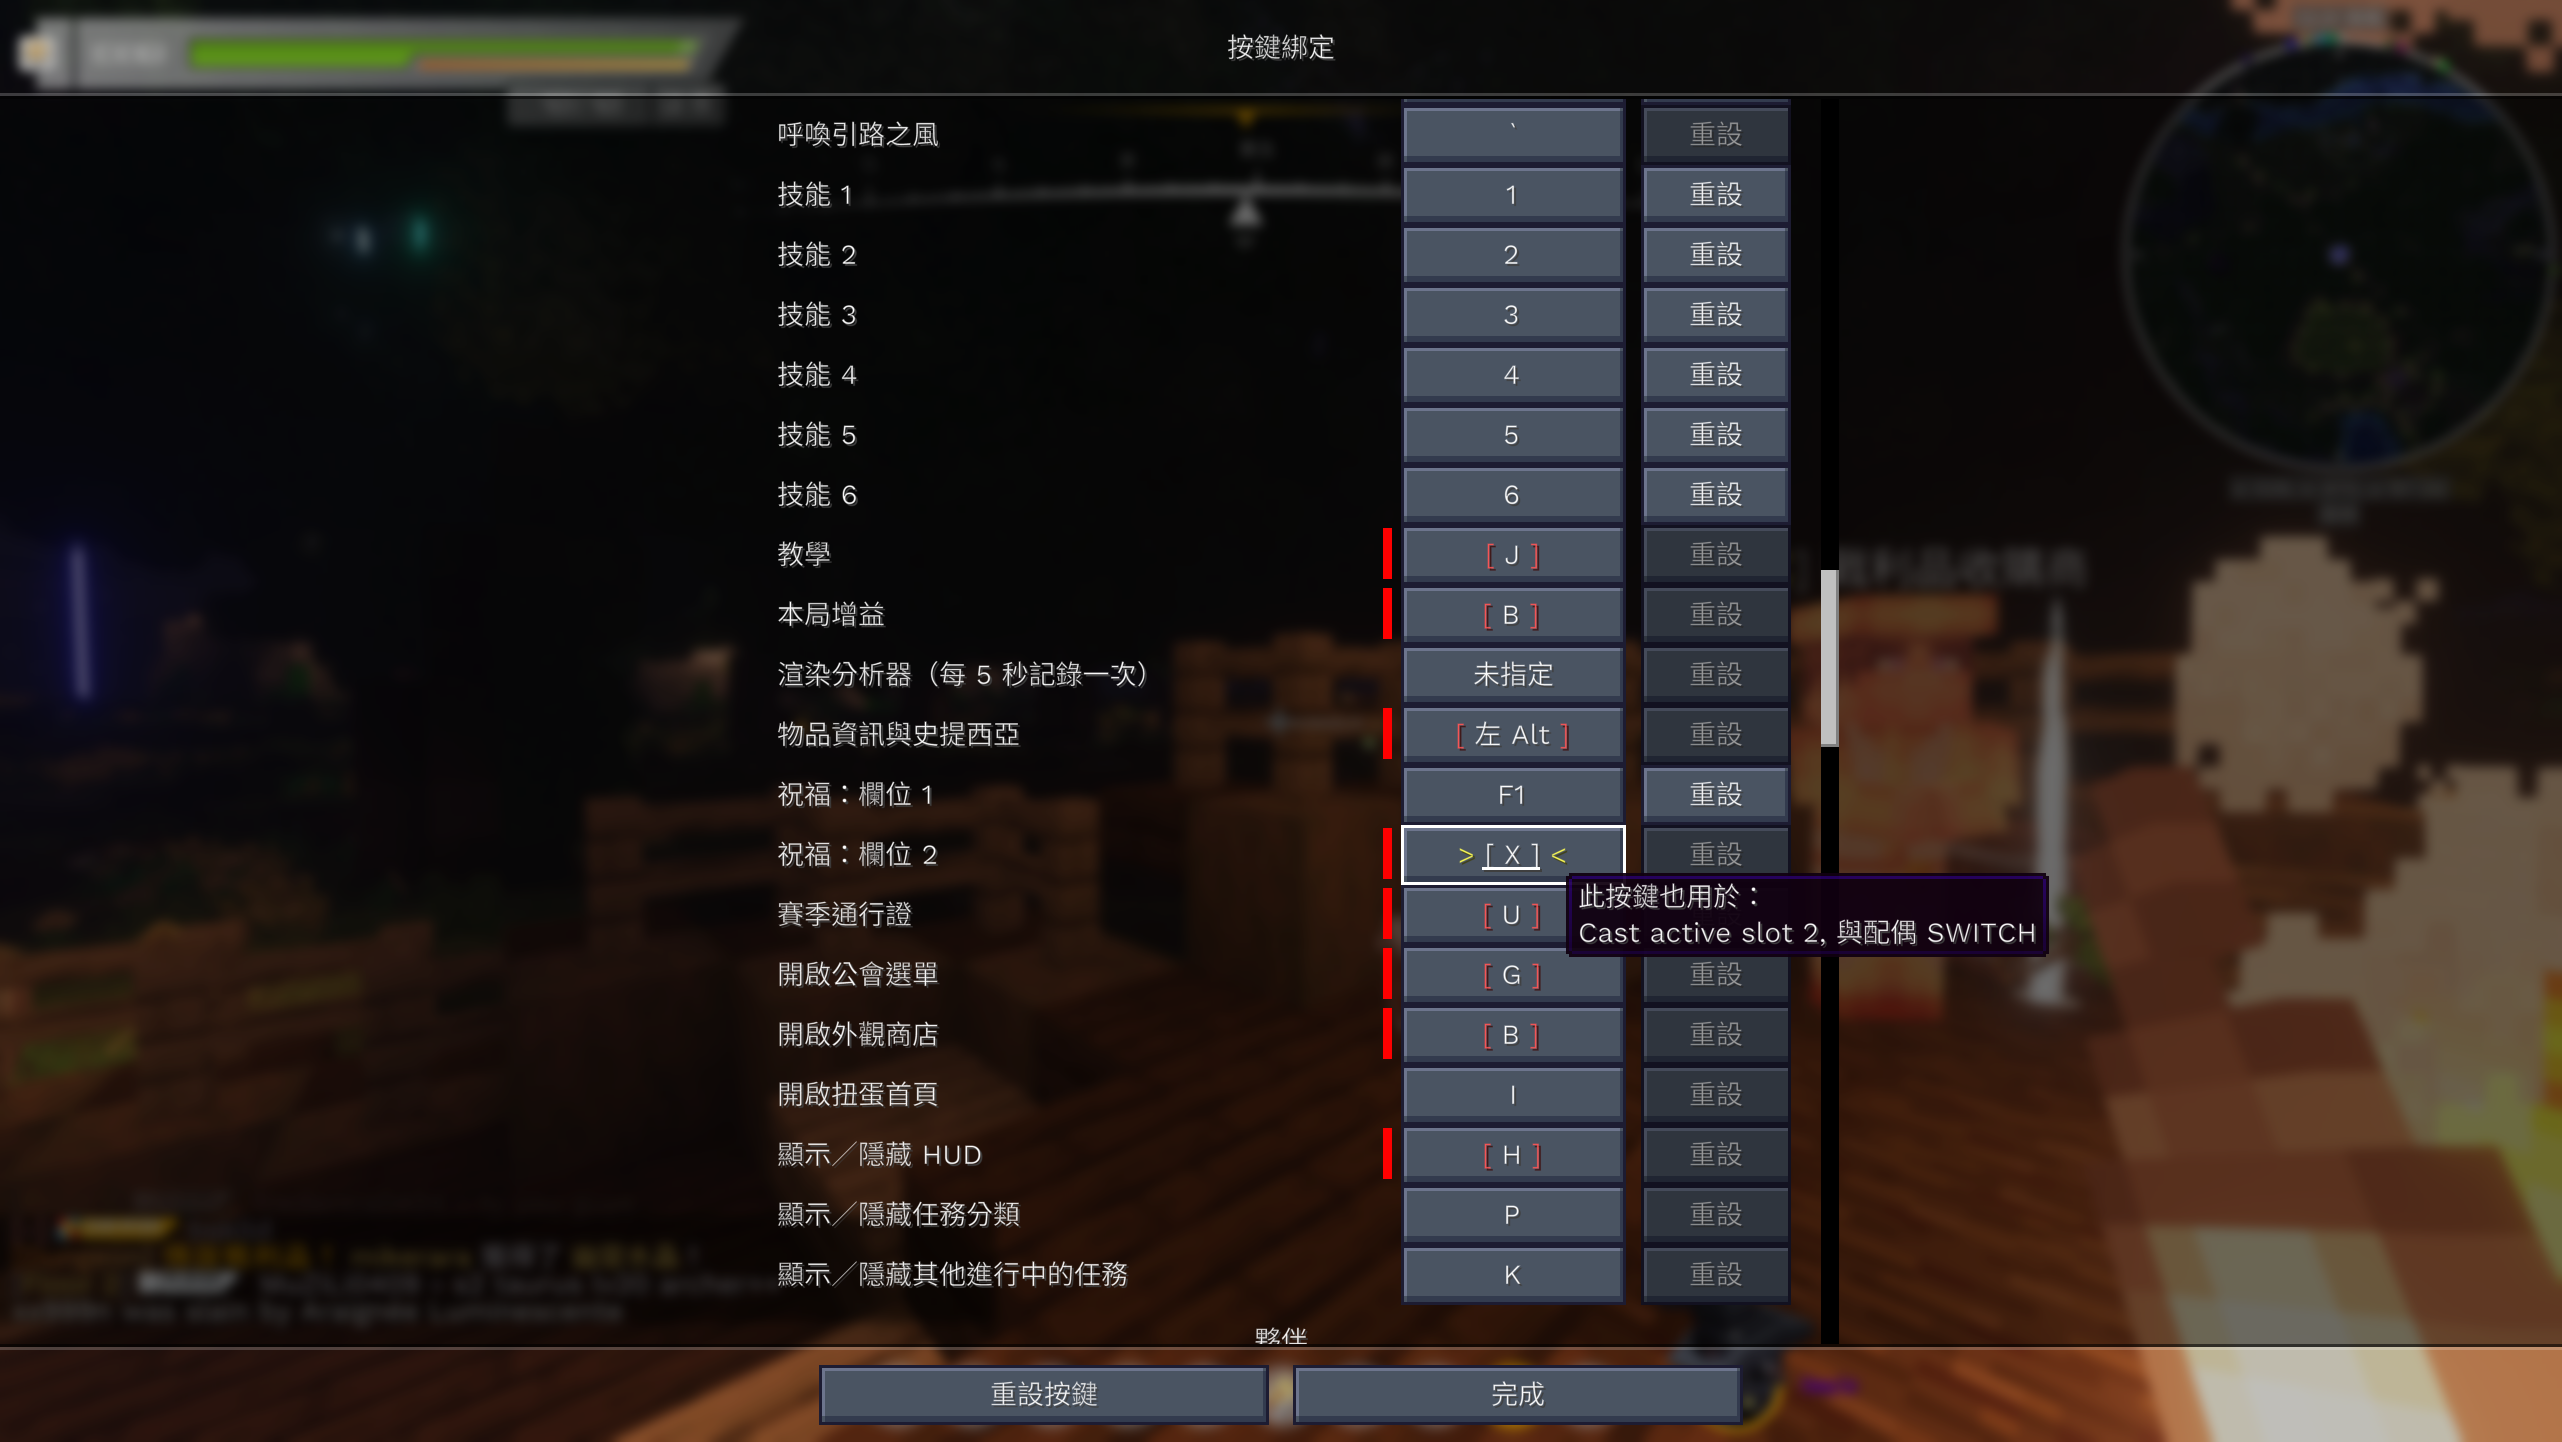 按鍵綁定
呼喚引路之風 ` 重設
技能 1 1 重設
技能 2 2 重設
技能 3 3 重設
技能 4 4 重設
技能 5 5 重設
技能 6 6 重設
教學 [ J ] 重設
本局增益 [ B ] 重設
渲染分析器（每 5 秒記錄一次） 未指定 重設
物品資訊與史提西亞 [ 左 Alt ] 重設
祝福：欄位 1 F1 重設
祝福：欄位 2 > [ X ] < 重設
此按鍵也用於：
Cast active slot 2, 與配偶 SWITCH
賽季通行證 [ U ]
開啟公會選單 [ G ] 重設
開啟外觀商店 [ B ] 重設
開啟扭蛋首頁 I 重設
顯示／隱藏 HUD [ H ] 重設
顯示／隱藏任務分類 P 重設
顯示／隱藏其他進行中的任務 K 重設
夥伴
重設按鍵 完成